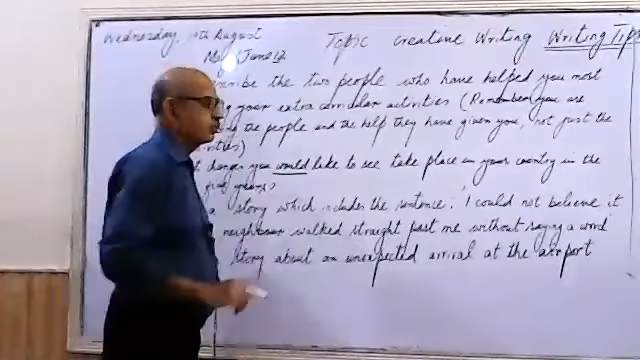 Wednesday, 19th August Topic Creative Writing Writing Tips
May/June 12
the two people who have helped you most
your extra corricular activities (Remember you are
the people and the help they have given you, not just the
changes you would like to see take place in your country in the
years?
a story which includes the sentence: 'I could not believe it
neighbour walked straight past me without saying a word
story about an unexpected arrival at the airport